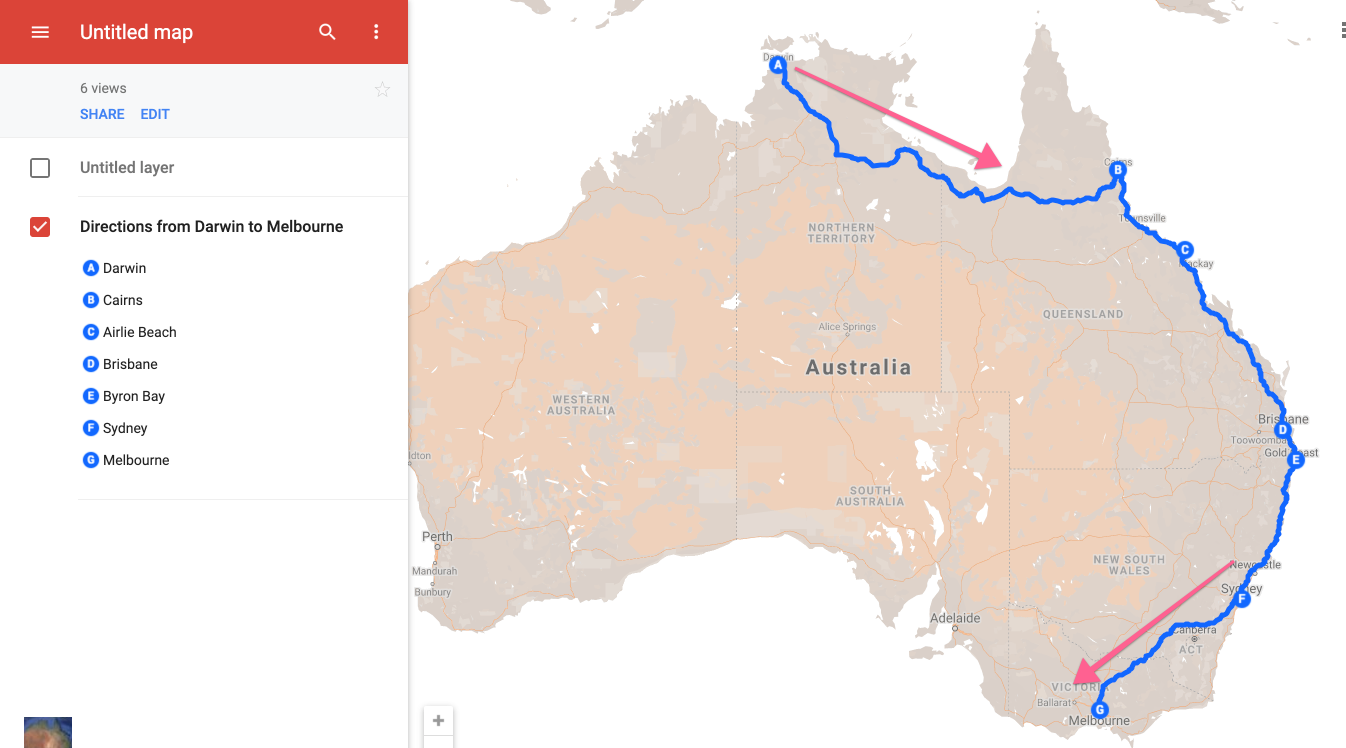 Untitled map
6 views
SHARE EDIT
Untitled layer
Directions from Darwin to Melbourne
A Darwin
B Cairns
C Airlie Beach
D Brisbane
E Byron Bay
F Sydney
G Melbourne
Darwin
A
Cairns
B
Townsville
C
Mackay
NORTHERN
TERRITORY
QUEENSLAND
Alice Springs
Australia
WESTERN
AUSTRALIA
Brisbane
D
Toowoomba
Gold Coast
E
ldton
SOUTH
AUSTRALIA
Perth
Mandurah
Bunbury
NEW SOUTH
WALES
Newcastle
Sydney
F
Adelaide
Canberra
ACT
VICTORIA
Ballarat
G
Melbourne
+